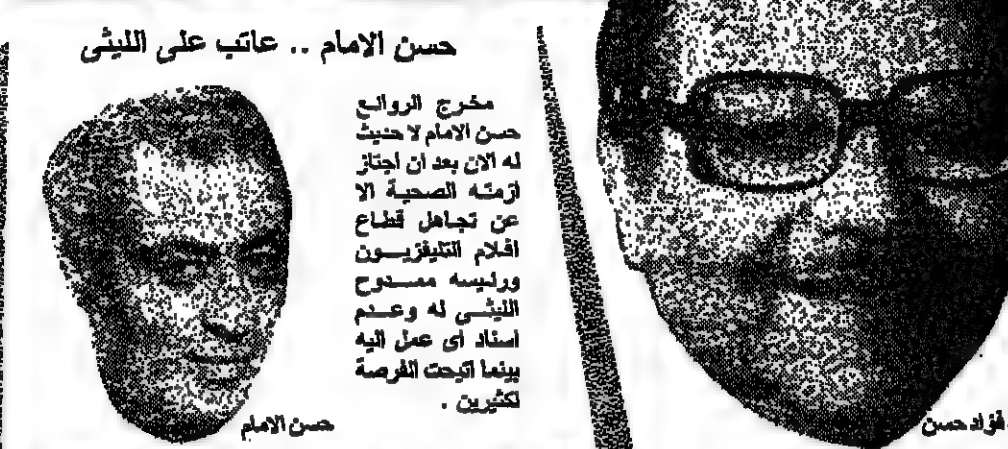 حسن الامام .. عاتب على الليثى
مخرج الروائع
حسن الامام لا حديث
له الان بعد ان اجتاز
ازمته الصحية الا
عن تجاهل قطاع
افلام التليفزيون
ورئيسه ممدوح
الليثى له وعدم
اسناد اى عمل اليه
بينما اتيحت الفرصة
لكثيرين .
حسن الامام
فؤاد حسن